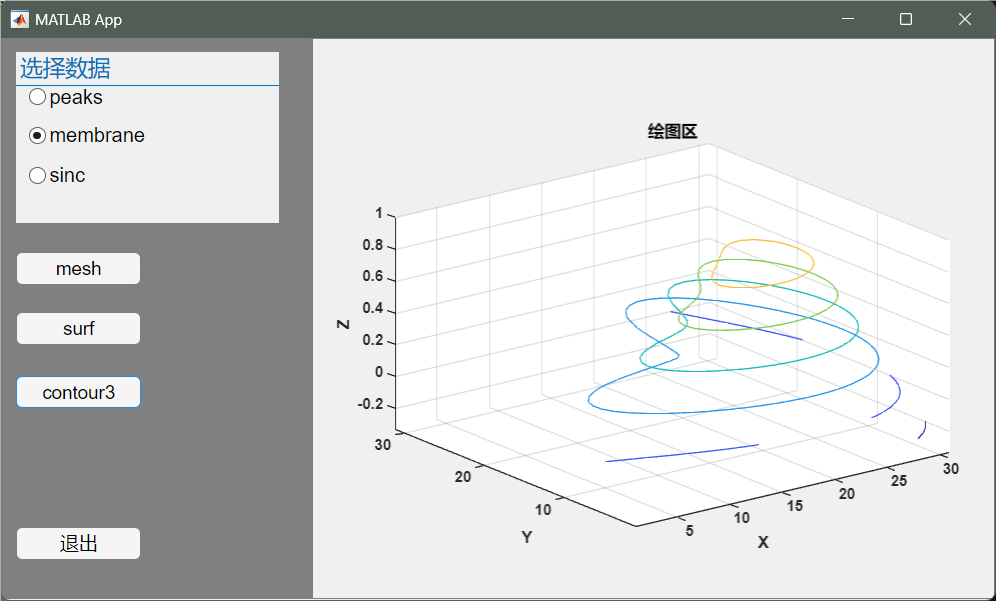 MATLAB App
选择数据
peaks
membrane
sinc
mesh
surf
contour3
退出
绘图区
1
0.8
0.6
0.4
0.2
0
-0.2
Z
30
20
10
Y
5
10
15
20
25
30
X